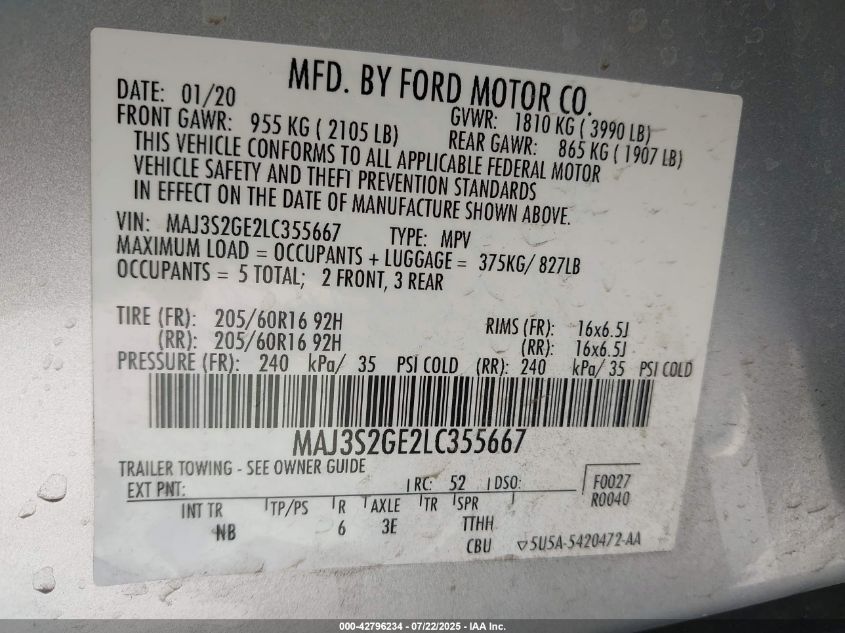 MFD. BY FORD MOTOR CO.
DATE: 01/20 GVWR: 1810 KG ( 3990 LB)
FRONT GAWR: 955 KG ( 2105 LB) REAR GAWR: 865 KG ( 1907 LB)
THIS VEHICLE CONFORMS TO ALL APPLICABLE FEDERAL MOTOR
VEHICLE SAFETY AND THEFT PREVENTION STANDARDS
IN EFFECT ON THE DATE OF MANUFACTURE SHOWN ABOVE.
VIN: MAJ3S2GE2LC355667 TYPE: MPV
MAXIMUM LOAD = OCCUPANTS + LUGGAGE = 375KG/ 827LB
OCCUPANTS = 5 TOTAL; 2 FRONT, 3 REAR
TIRE (FR): 205/60R16 92H RIMS (FR): 16x6.5J
(RR): 205/60R16 92H (RR): 16x6.5J
PRESSURE (FR): 240 kPa/ 35 PSI COLD (RR): 240 kPa/ 35 PSI COLD
MAJ3S2GE2LC355667
TRAILER TOWING - SEE OWNER GUIDE
EXT PNT: RC: 52 DSO: F0027
R0040
INT TR TP/PS R AXLE TR SPR
NB 6 3E TTHH
CBU ▽5U5A-5420472-AA
000-42796234 - 07/22/2025 - IAA Inc.